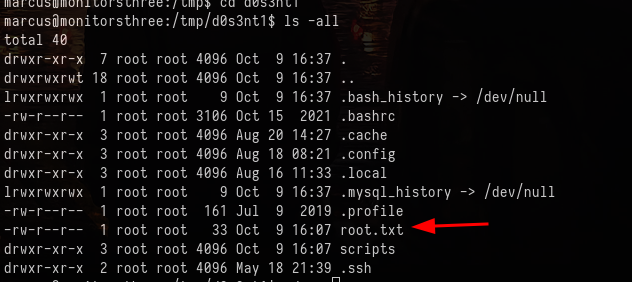 marcus@monitorsthree:/tmp$ cd d0s3nt1
marcus@monitorsthree:/tmp/d0s3nt1$ ls -all
total 40
drwxr-xr-x 7 root root 4096 Oct 9 16:37 .
drwxrwxrwt 18 root root 4096 Oct 9 16:37 ..
lrwxrwxrwx 1 root root 9 Oct 9 16:37 .bash_history -> /dev/null
-rw-r--r-- 1 root root 3106 Oct 15 2021 .bashrc
drwxr-xr-x 3 root root 4096 Aug 20 14:27 .cache
drwxr-xr-x 3 root root 4096 Aug 18 08:21 .config
drwxr-xr-x 3 root root 4096 Aug 16 11:33 .local
lrwxrwxrwx 1 root root 9 Oct 9 16:37 .mysql_history -> /dev/null
-rw-r--r-- 1 root root 161 Jul 9 2019 .profile
-rw-r--r-- 1 root root 33 Oct 9 16:07 root.txt
drwxr-xr-x 3 root root 4096 Oct 9 16:07 scripts
drwxr-xr-x 2 root root 4096 May 18 21:39 .ssh